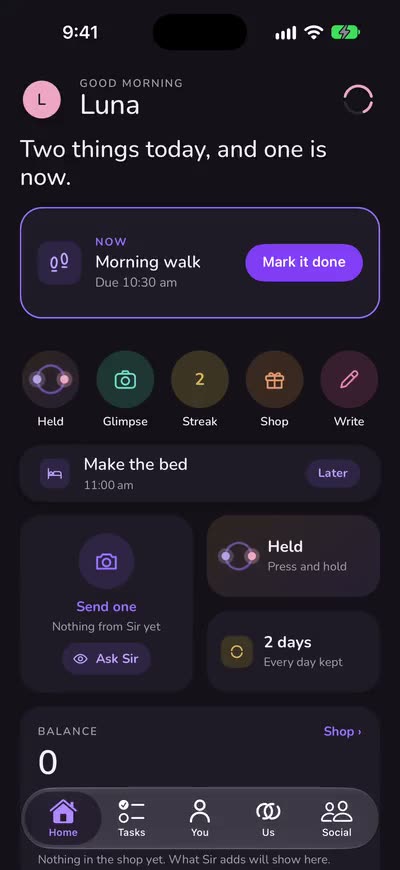 9:41
L
GOOD MORNING
Luna
Two things today, and one is
now.
NOW
Morning walk
Due 10:30 am
Mark it done
2
Held
Glimpse
Streak
Shop
Write
Make the bed
11:00 am
Later
Send one
Nothing from Sir yet
Ask Sir
Held
Press and hold
2 days
Every day kept
BALANCE
Shop ›
0
Home
Tasks
You
Us
Social
Nothing in the shop yet. What Sir adds will show here.